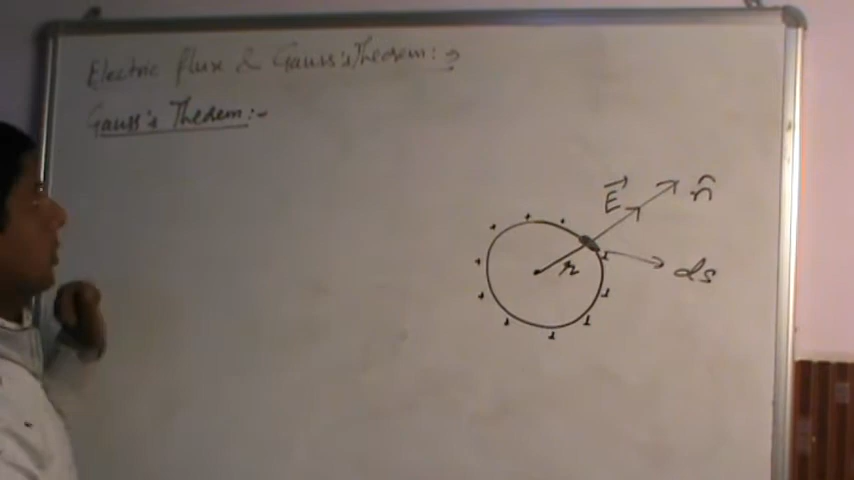 Electric flux & Gauss's Theorem :->
Gauss's Theorem :-
E⃗
n̂
r
ds